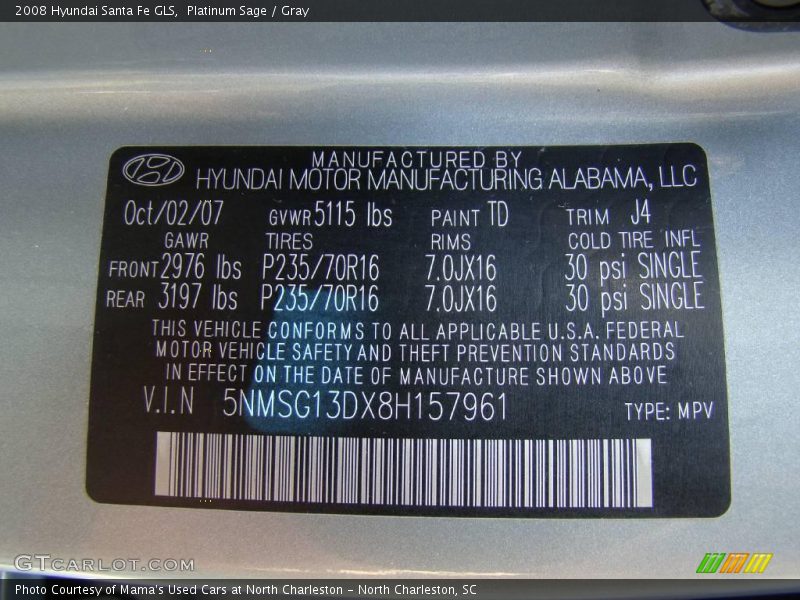 2008 Hyundai Santa Fe GLS, Platinum Sage / Gray
MANUFACTURED BY
HYUNDAI MOTOR MANUFACTURING ALABAMA, LLC
Oct/02/07 GVWR 5115 lbs PAINT TD TRIM J4
GAWR TIRES RIMS COLD TIRE INFL
FRONT 2976 lbs P235/70R16 7.0JX16 30 psi SINGLE
REAR 3197 lbs P235/70R16 7.0JX16 30 psi SINGLE
THIS VEHICLE CONFORMS TO ALL APPLICABLE U.S.A. FEDERAL
MOTOR VEHICLE SAFETY AND THEFT PREVENTION STANDARDS
IN EFFECT ON THE DATE OF MANUFACTURE SHOWN ABOVE
V.I.N 5NMSG13DX8H157961 TYPE: MPV
GTCARLOT.COM
Photo Courtesy of Mama's Used Cars at North Charleston - North Charleston, SC